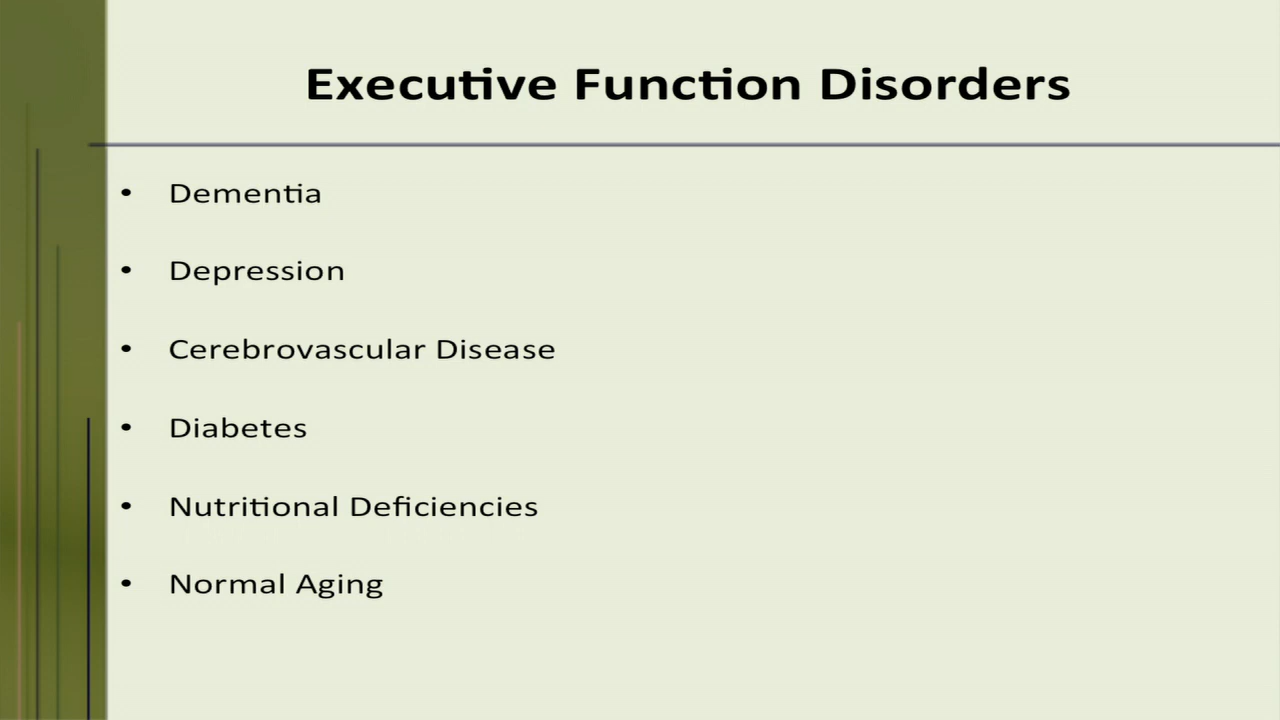 Executive Function Disorders
• Dementia
• Depression
• Cerebrovascular Disease
• Diabetes
• Nutritional Deficiencies
• Normal Aging